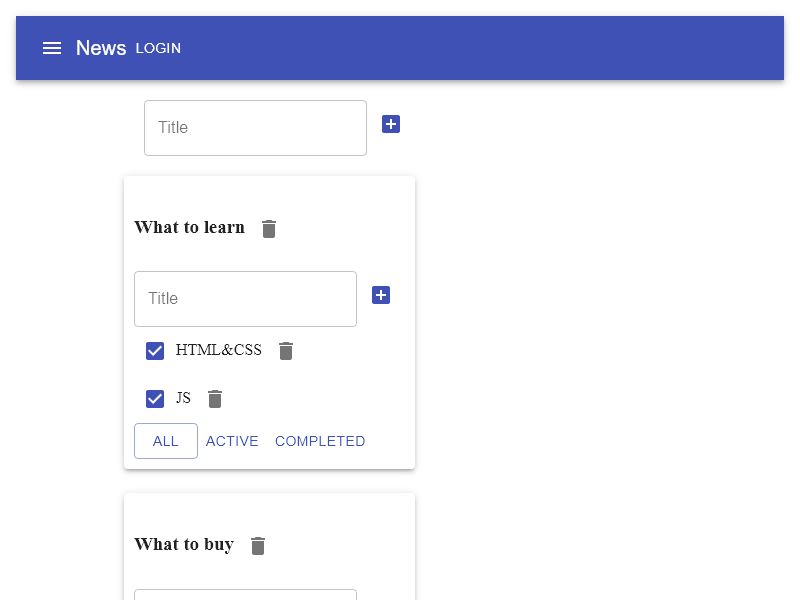 News LOGIN
Title
What to learn
Title
HTML&CSS
JS
ALL ACTIVE COMPLETED
What to buy